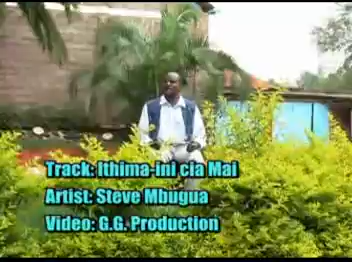 Track: Ithima-ini cia Mai
Artist: Steve Mbugua
Video: G.G. Production